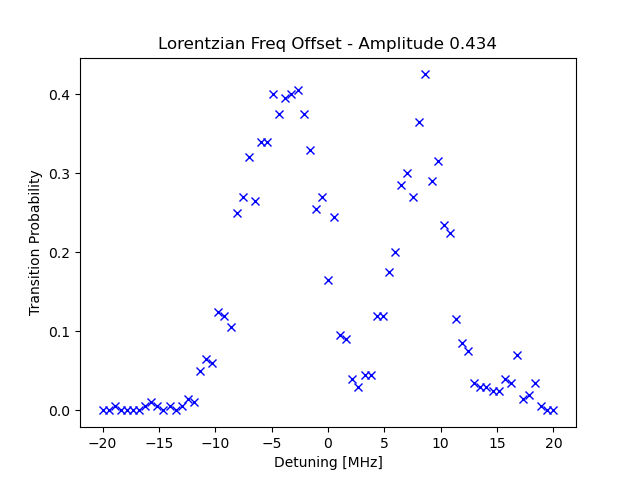 Lorentzian Freq Offset - Amplitude 0.434
Transition Probability
0.4
0.3
0.2
0.1
0.0
−20 −15 −10 −5 0 5 10 15 20
Detuning [MHz]